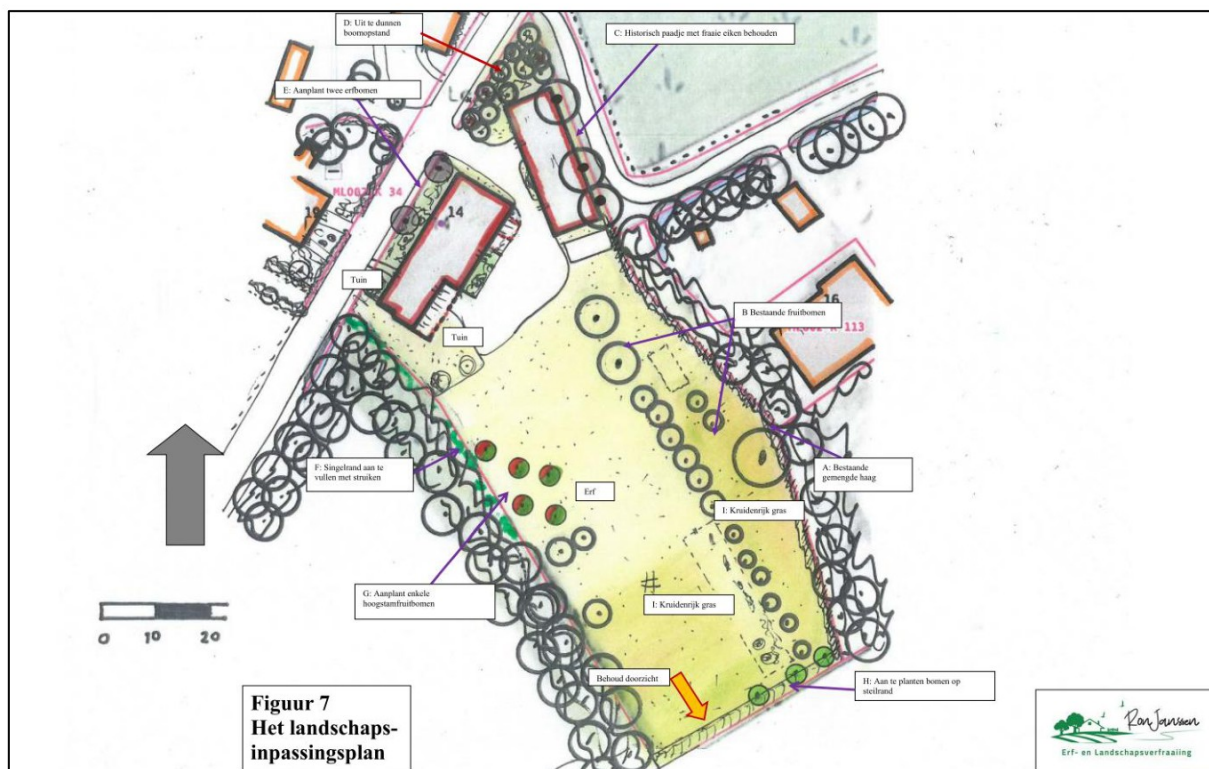 D: Uit te dunnen
boomopstand
C: Historisch paadje met fraaie eiken behouden
E: Aanplant twee erfbomen
19
14
16
Tuin
Tuin
B Bestaande fruitbomen
F: Singelrand aan te
vullen met struiken
Erf
A: Bestaande
gemengde haag
I: Kruidenrijk gras
G: Aanplant enkele
hoogstamfruitbomen
#
I: Kruidenrijk gras
0 10 20
Behoud doorzicht
H: Aan te planten bomen op
steilrand
Figuur 7
Het landschaps-
inpassingsplan
Ron Janssen
Erf- en Landschapsverfraaiing